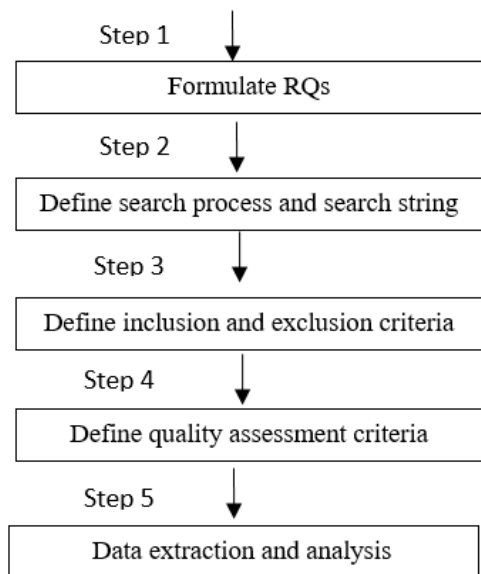 Step 1
Formulate RQs
Step 2
Define search process and search string
Step 3
Define inclusion and exclusion criteria
Step 4
Define quality assessment criteria
Step 5
Data extraction and analysis